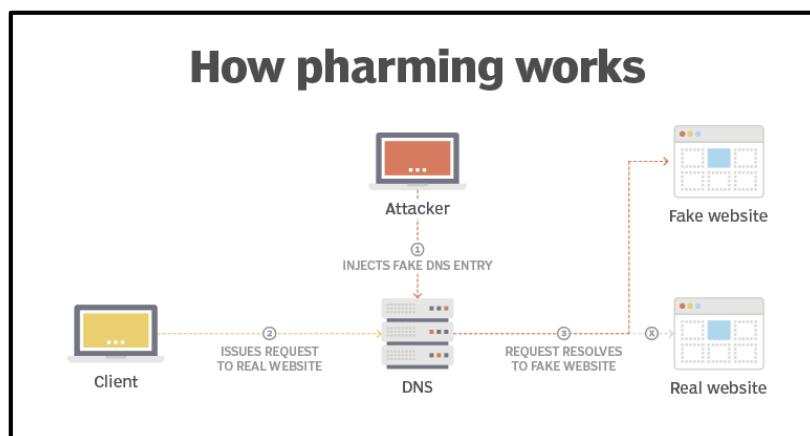 How pharming works
Attacker
Fake website
1
INJECTS FAKE DNS ENTRY
2
ISSUES REQUEST
TO REAL WEBSITE
3
REQUEST RESOLVES
TO FAKE WEBSITE
X
Client
DNS
Real website